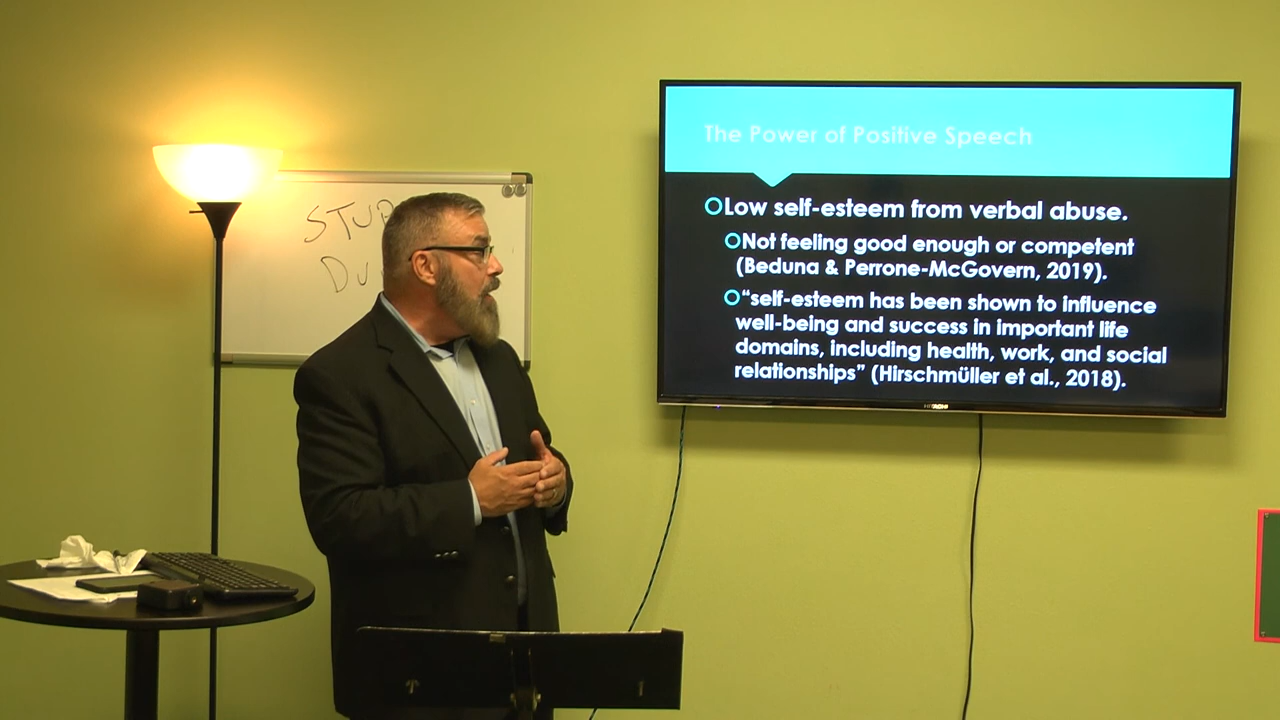 The Power of Positive Speech
Low self-esteem from verbal abuse.
Not feeling good enough or competent
(Beduna & Perrone-McGovern, 2019).
“self-esteem has been shown to influence
well-being and success in important life
domains, including health, work, and social
relationships” (Hirschmüller et al., 2018).
HITACHI